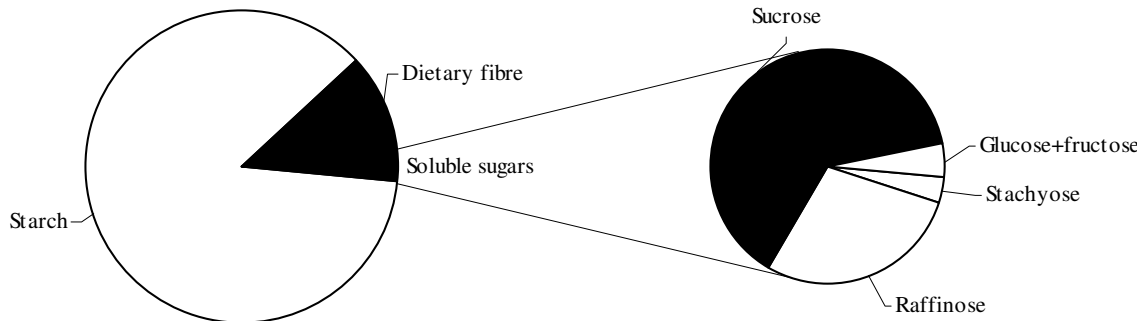 Sucrose
Dietary fibre
Glucose+fructose
Soluble sugars
Stachyose
Starch
Raffinose